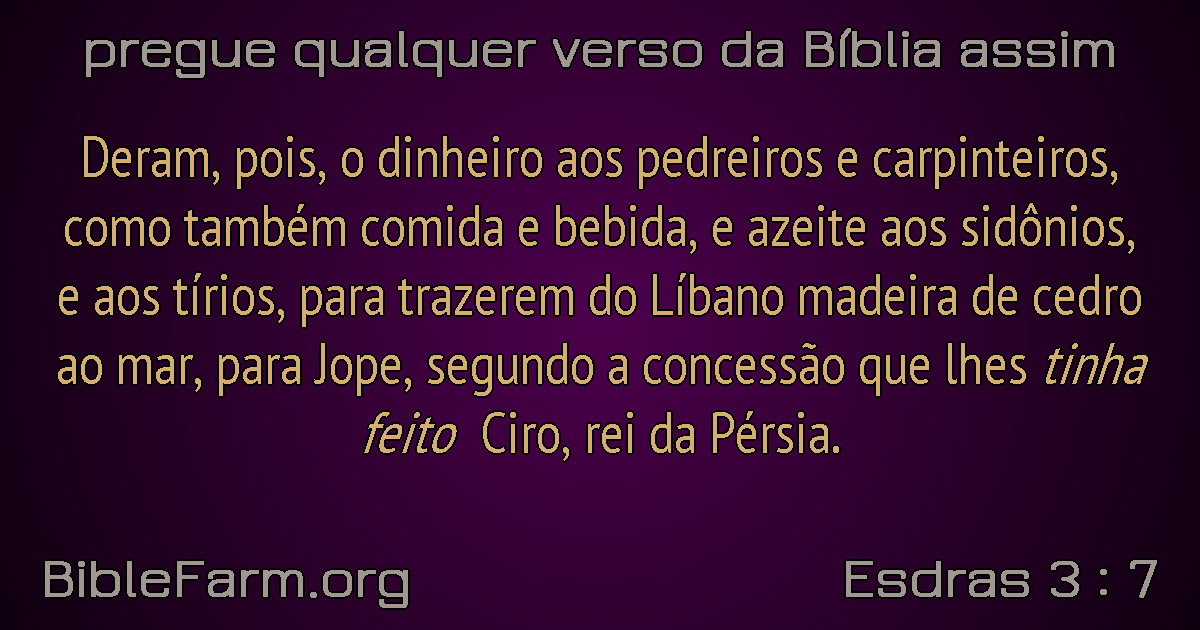 pregue qualquer verso da Bíblia assim
Deram, pois, o dinheiro aos pedreiros e carpinteiros,
como também comida e bebida, e azeite aos sidônios,
e aos tírios, para trazerem do Líbano madeira de cedro
ao mar, para Jope, segundo a concessão que lhes tinha
feito Ciro, rei da Pérsia.
BibleFarm.org
Esdras 3 : 7